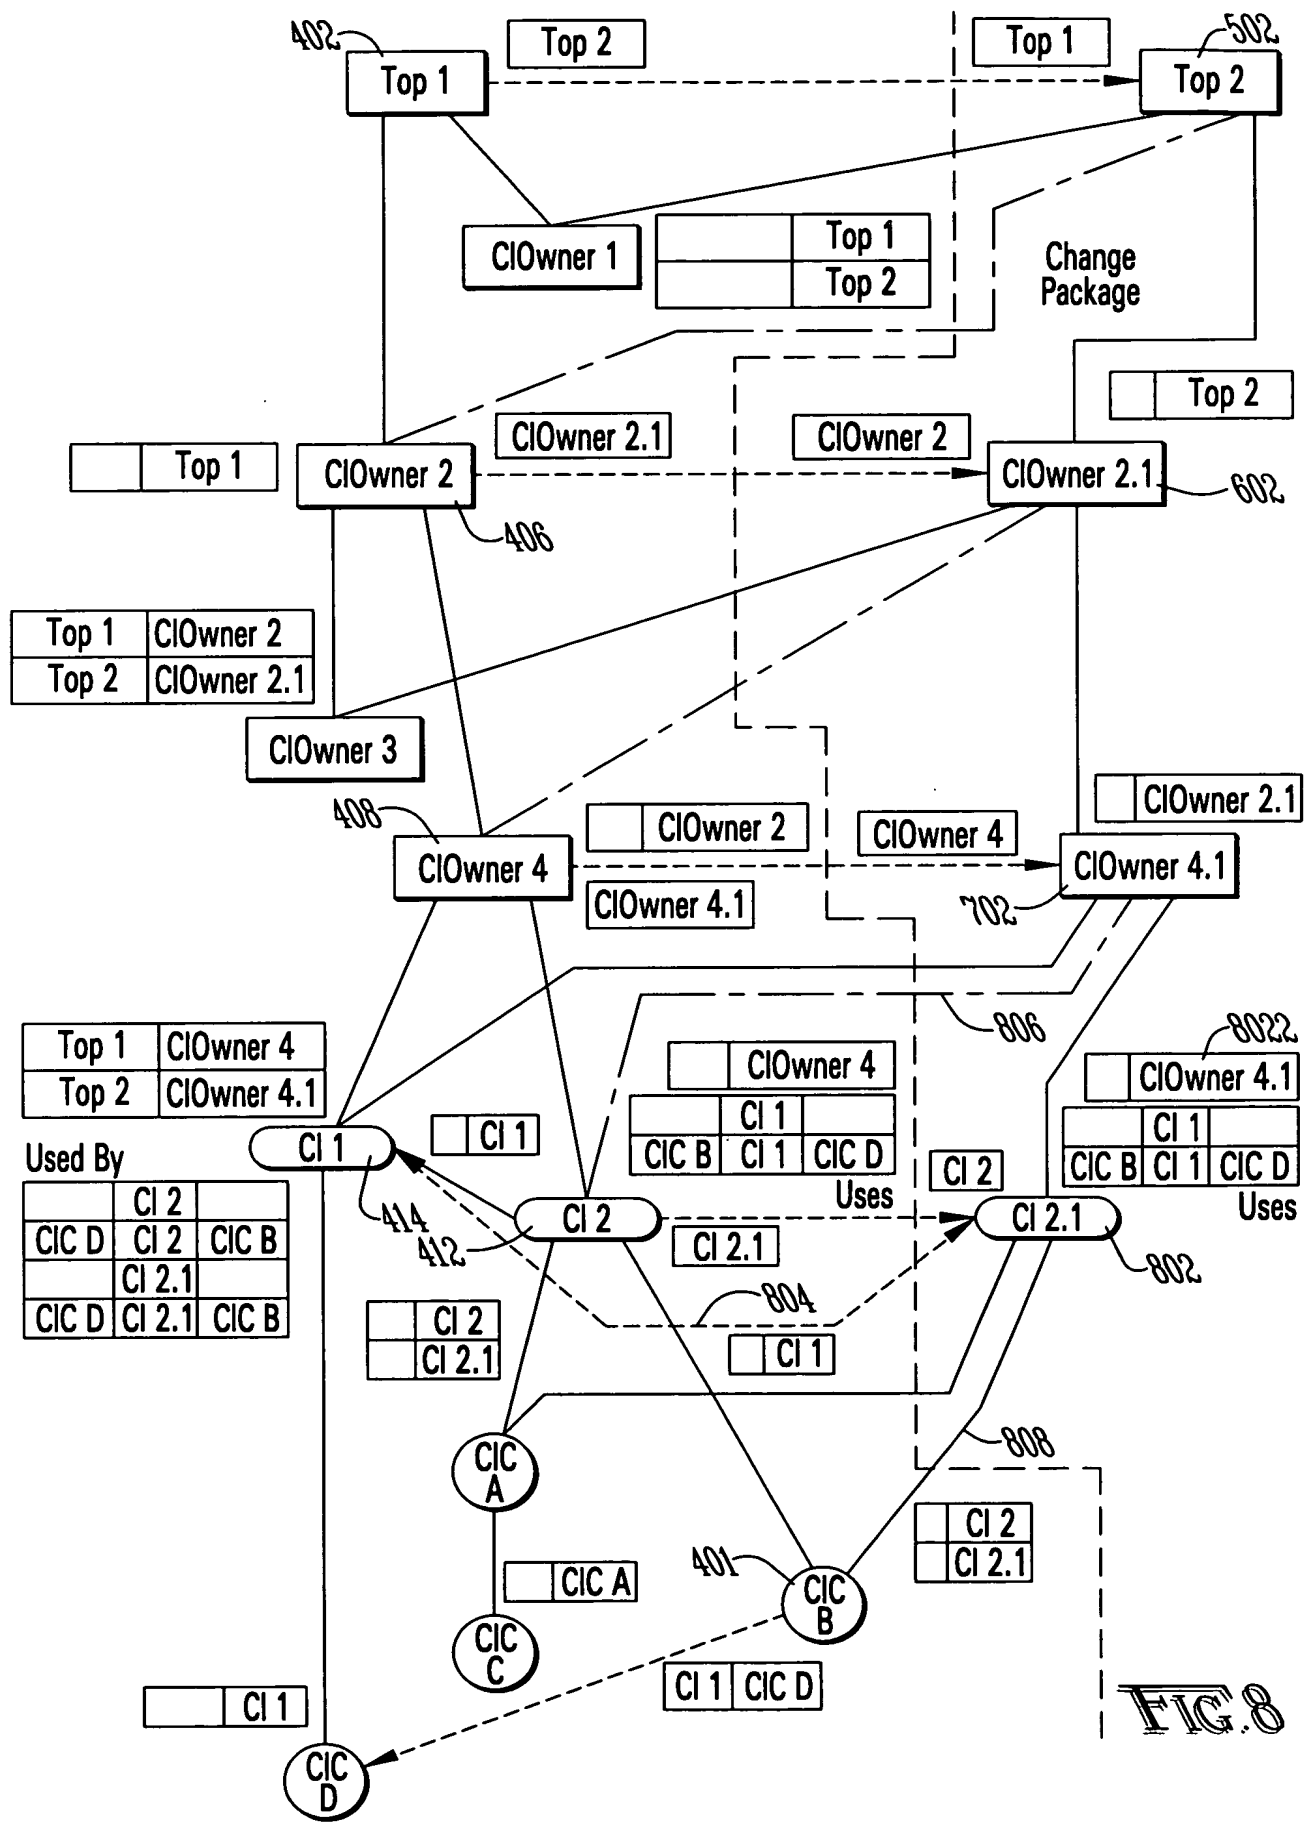 402
Top 2
Top 1
502
Top 1
Top 2
CIOwner 1
Top 1
Top 2
Change
Package
Top 2
Top 1
CIOwner 2
CIOwner 2.1
CIOwner 2
CIOwner 2.1
602
406
Top 1 CIOwner 2
Top 2 CIOwner 2.1
CIOwner 3
408
CIOwner 4
CIOwner 2
CIOwner 4.1
CIOwner 4
CIOwner 2.1
CIOwner 4.1
702
806
8022
Top 1 CIOwner 4
Top 2 CIOwner 4.1
CI 1
CI 1
CIOwner 4
CI 1
CIC B CI 1 CIC D
Uses
CIOwner 4.1
CI 1
CIC B CI 1 CIC D
Uses
Used By
CI 2
CIC D CI 2 CIC B
CI 2.1
CIC D CI 2.1 CIC B
414
412
CI 2
CI 2.1
CI 2
CI 2.1
802
804
CI 2
CI 2.1
CI 1
808
CIC
A
CIC A
CIC
C
401
CIC
B
CI 2
CI 2.1
CI 1 CIC D
CI 1
CIC
D
FIG. 8